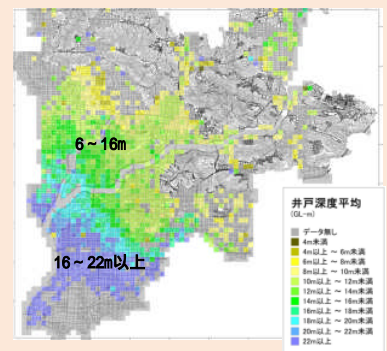 6～16m
16～22m以上
井戸深度平均
(GL-m)
データ無し
4m未満
4m以上 ～ 6m未満
6m以上 ～ 8m未満
8m以上 ～ 10m未満
10m以上 ～ 12m未満
12m以上 ～ 14m未満
14m以上 ～ 16m未満
16m以上 ～ 18m未満
18m以上 ～ 20m未満
20m以上 ～ 22m未満
22m以上